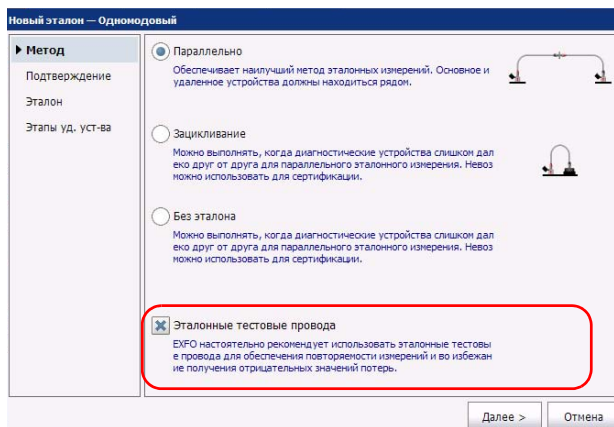 Новый эталон — Одномодовый
Метод
Подтверждение
Эталон
Этапы уд. уст-ва
Параллельно
Обеспечивает наилучший метод эталонных измерений. Основное и
удаленное устройства должны находиться рядом.
Зацикливание
Можно выполнять, когда диагностические устройства слишком дал
еко друг от друга для параллельного эталонного измерения. Невоз
можно использовать для сертификации.
Без эталона
Можно выполнять, когда диагностические устройства слишком дал
еко друг от друга для параллельного эталонного измерения. Невоз
можно использовать для сертификации.
Эталонные тестовые провода
EXFO настоятельно рекомендует использовать эталонные тестовы
е провода для обеспечения повторяемости измерений и во избежан
ие получения отрицательных значений потерь.
Далее >
Отмена